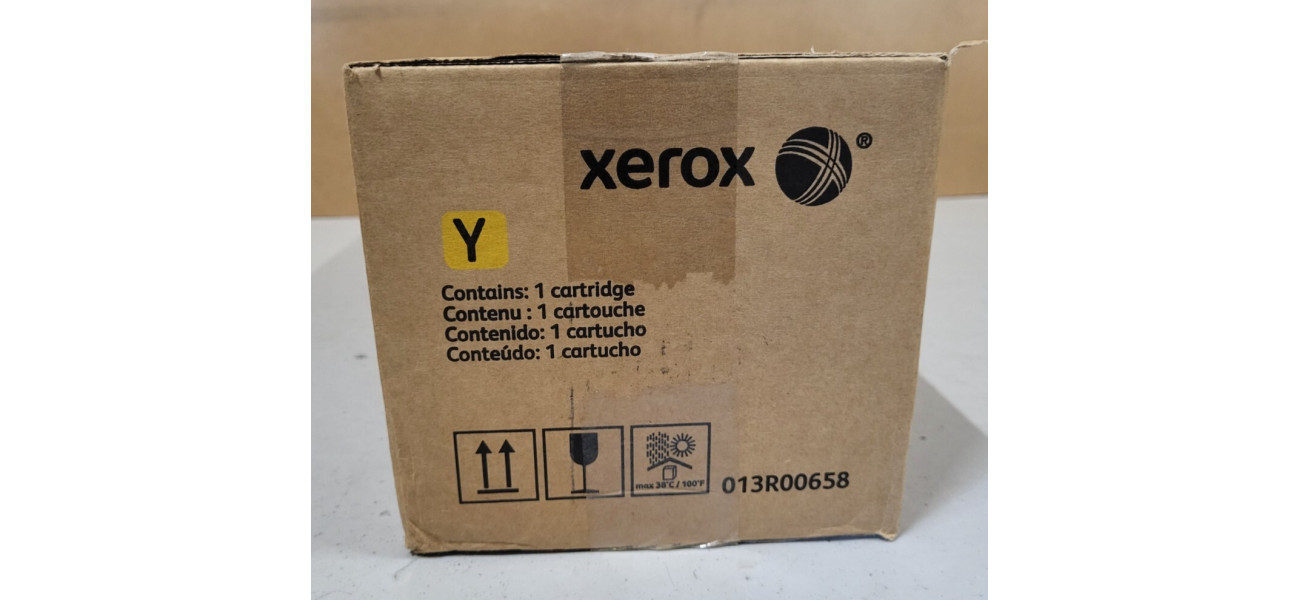 xerox ®
Y
Contains: 1 cartridge
Contenu : 1 cartouche
Contenido: 1 cartucho
Conteúdo: 1 cartucho
max 38°C / 100°F
013R00658